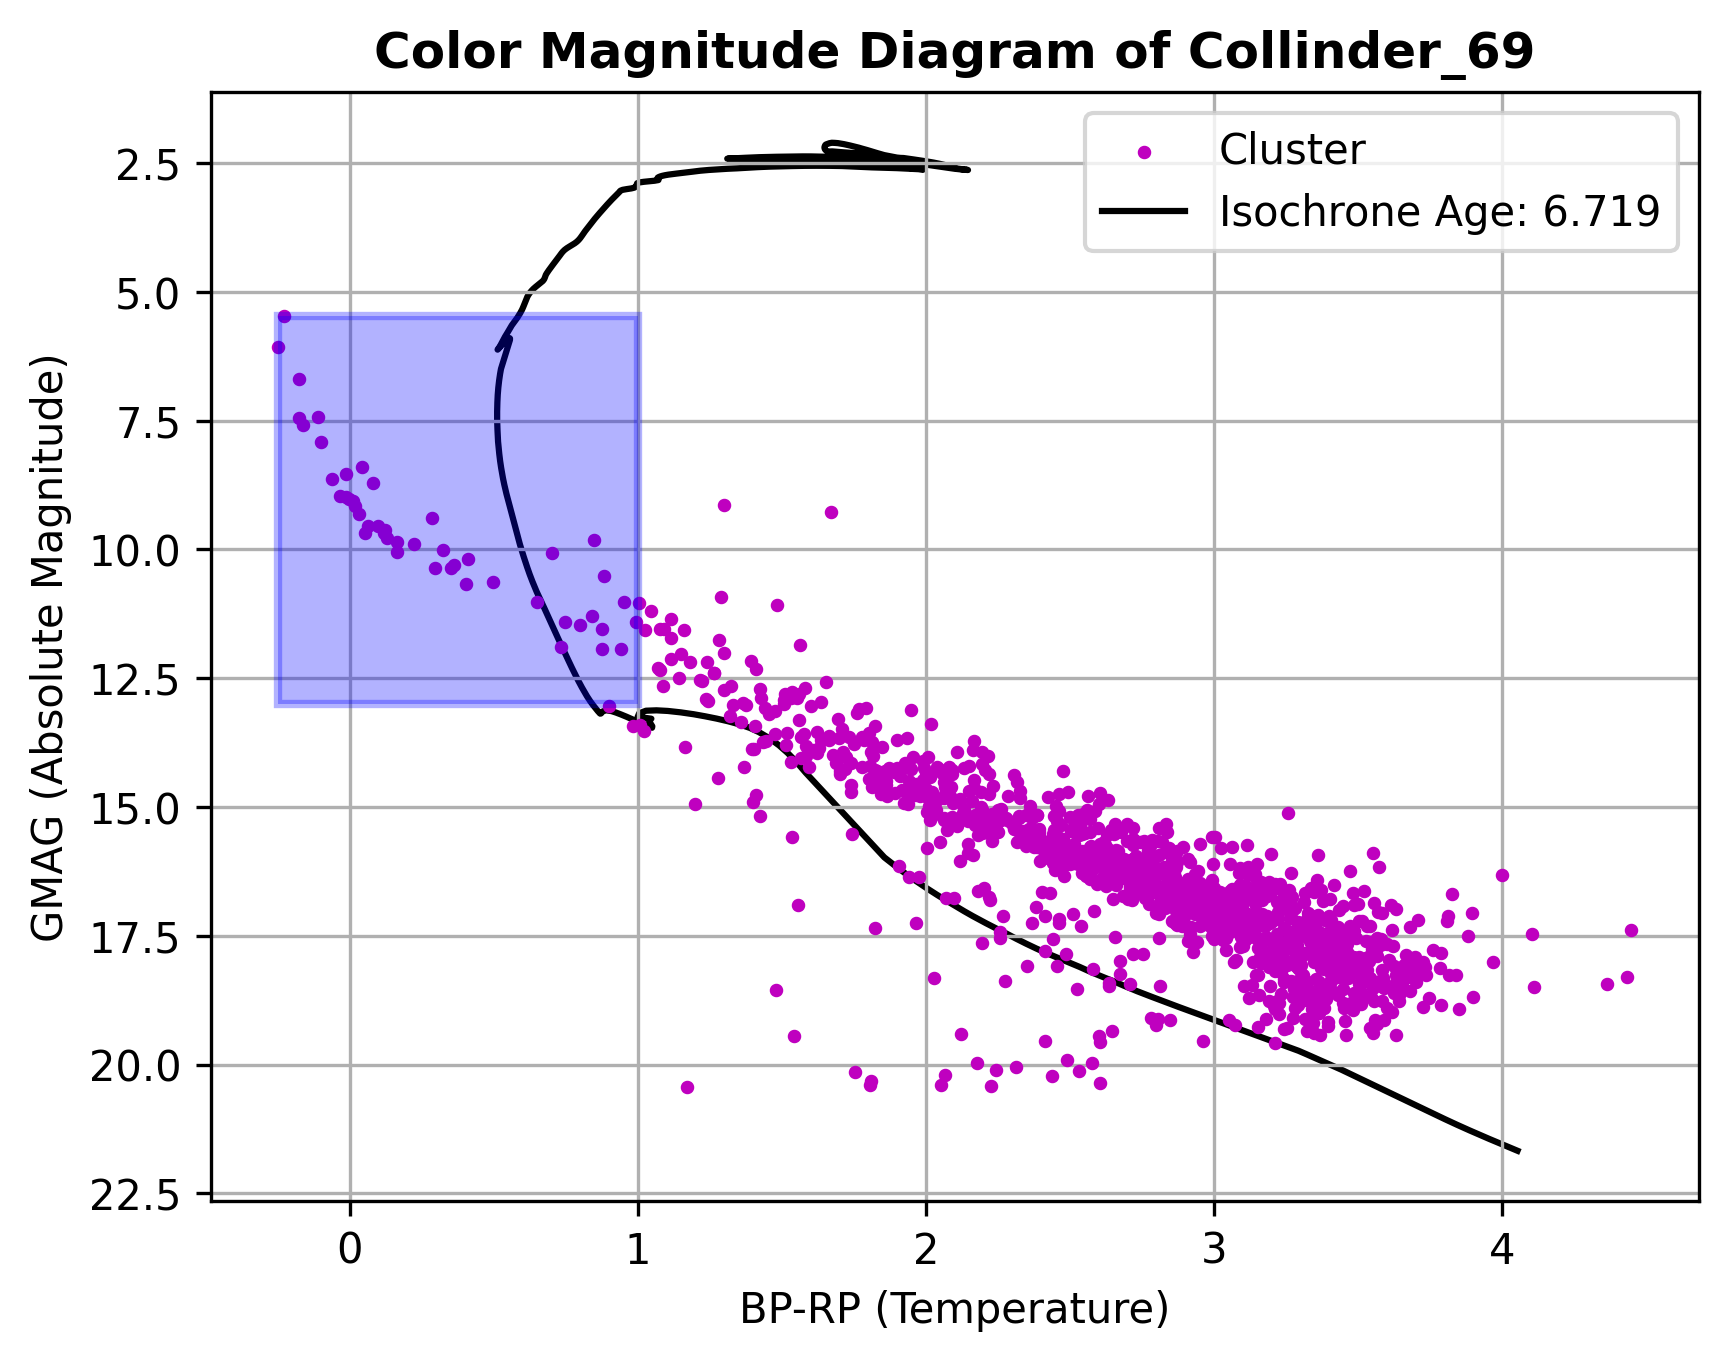 Color Magnitude Diagram of Collinder_69
Cluster
Isochrone Age: 6.719
GMAG (Absolute Magnitude)
2.5
5.0
7.5
10.0
12.5
15.0
17.5
20.0
22.5
0 1 2 3 4
BP-RP (Temperature)